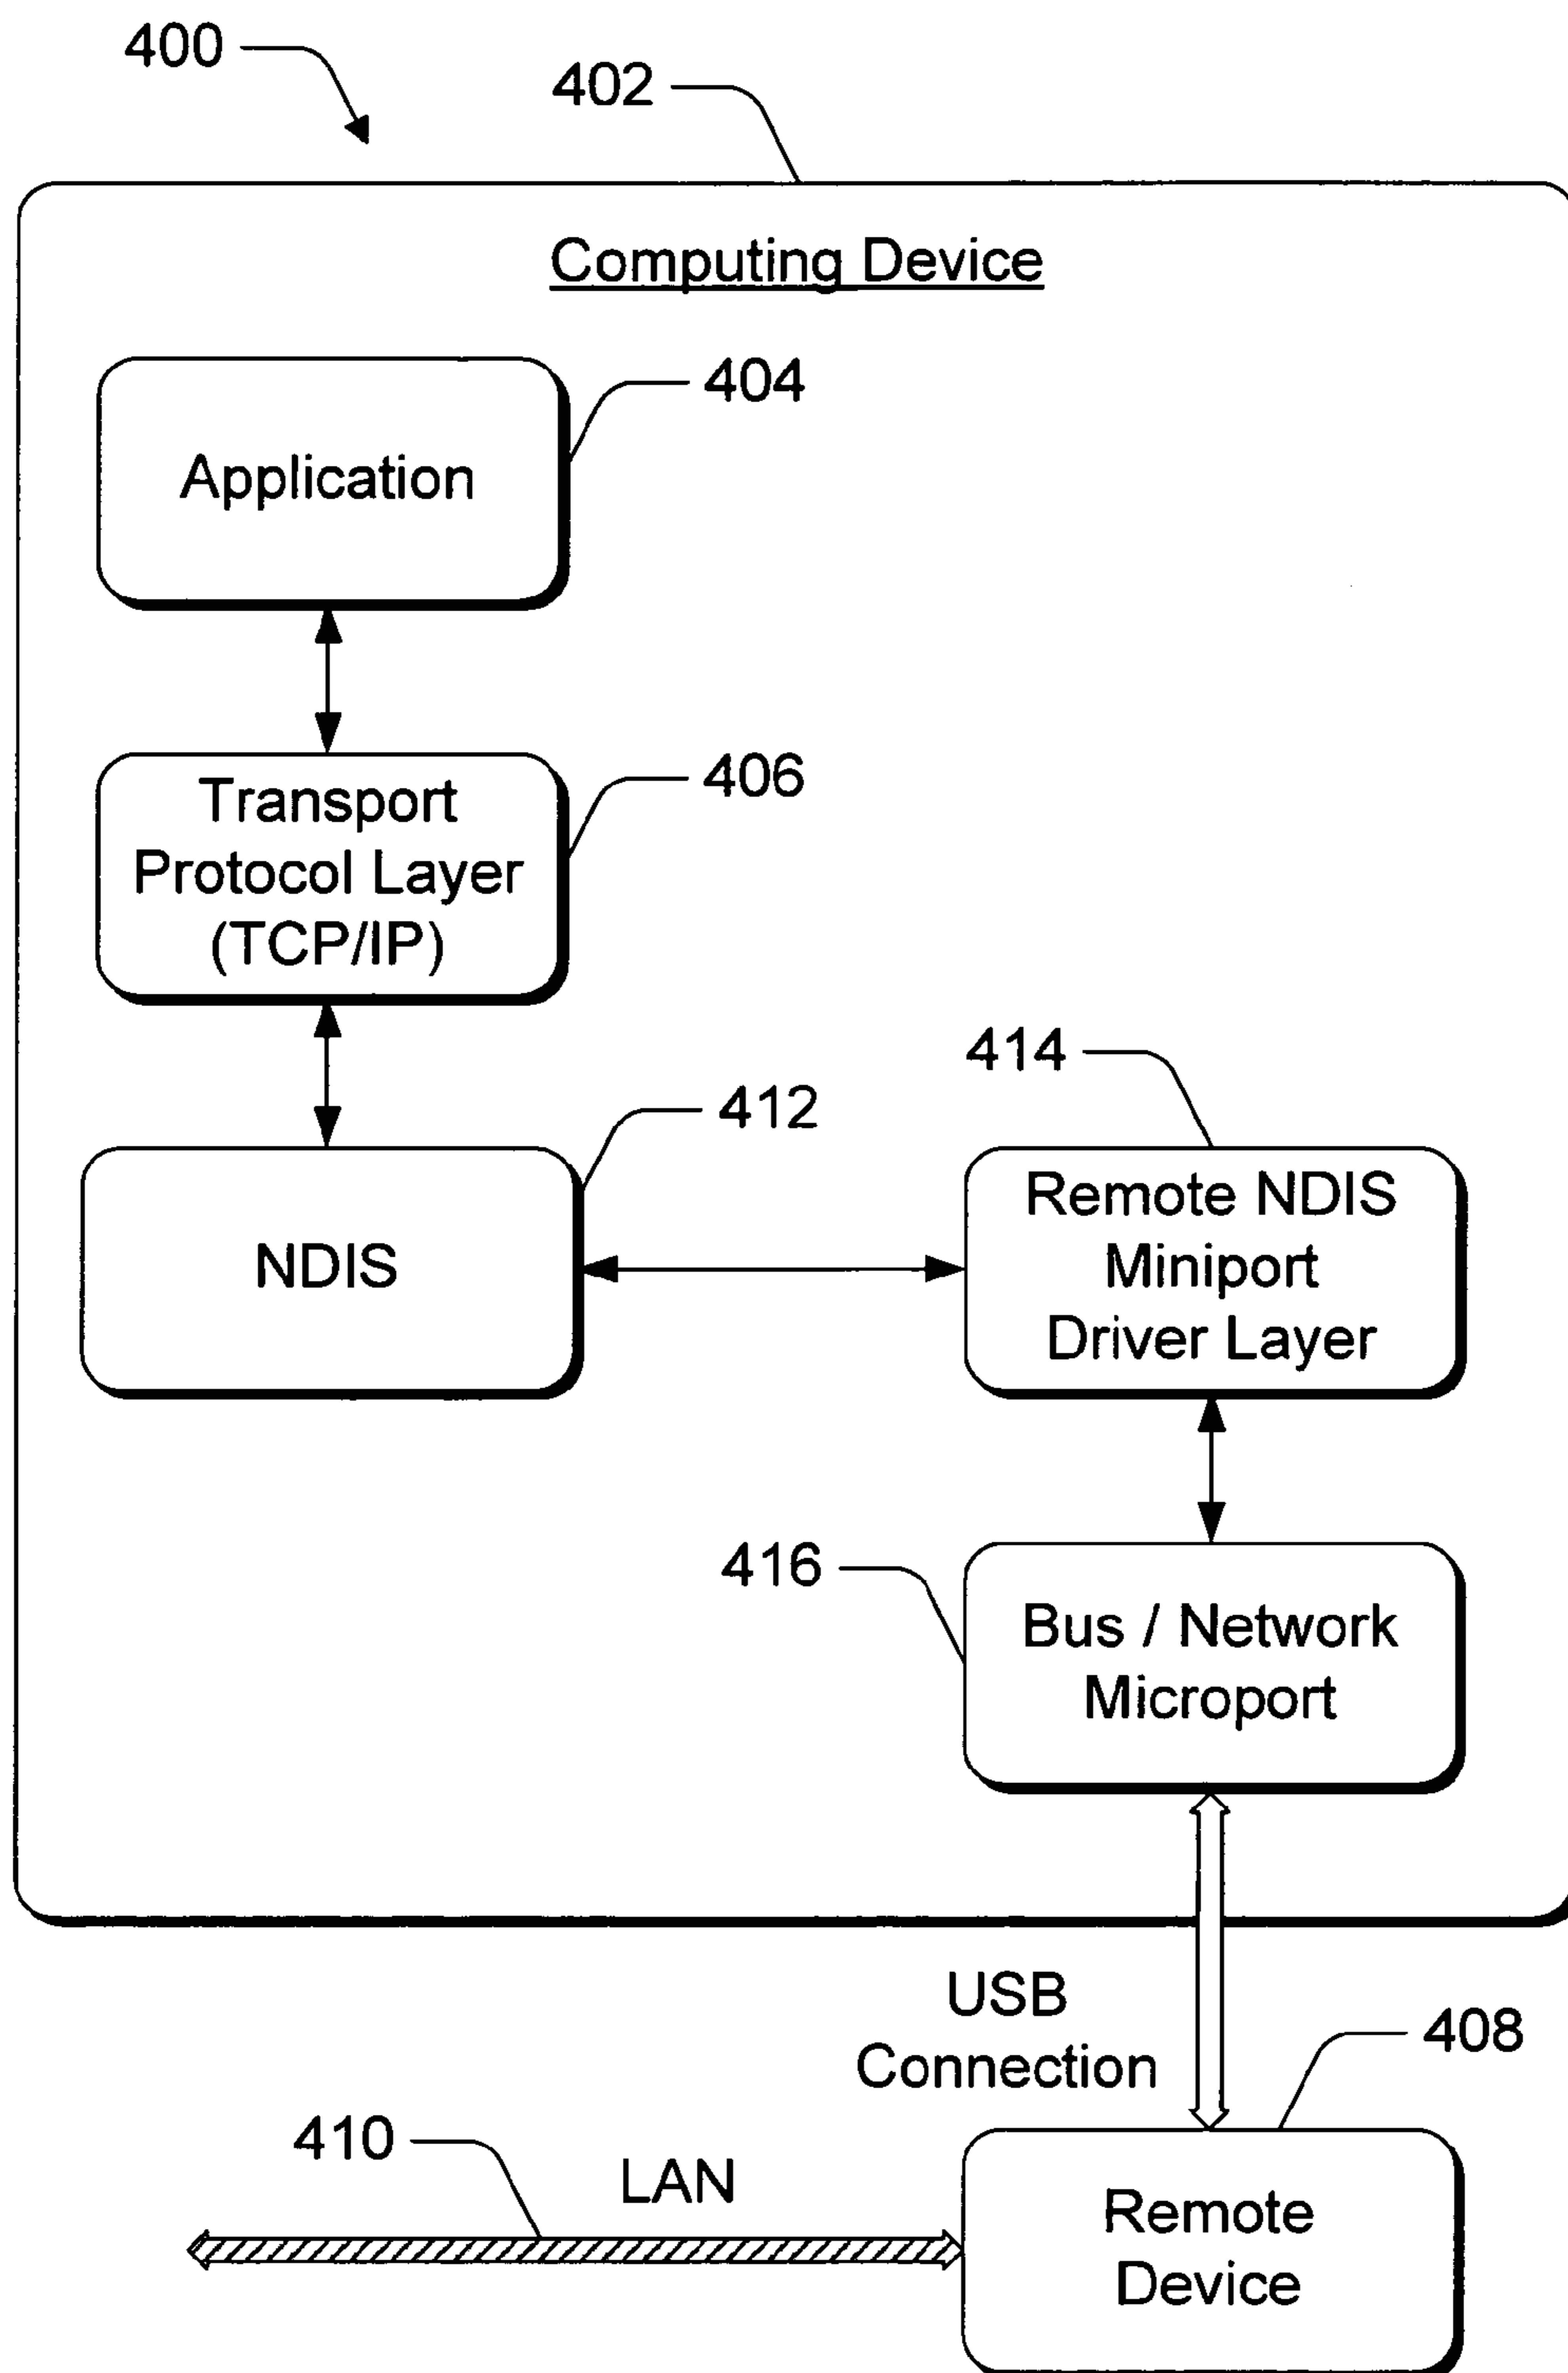 400
402
Computing Device
404
Application
406
Transport
Protocol Layer
(TCP/IP)
414
412
Remote NDIS
Miniport
Driver Layer
NDIS
416
Bus / Network
Microport
USB
Connection
408
410
LAN
Remote
Device